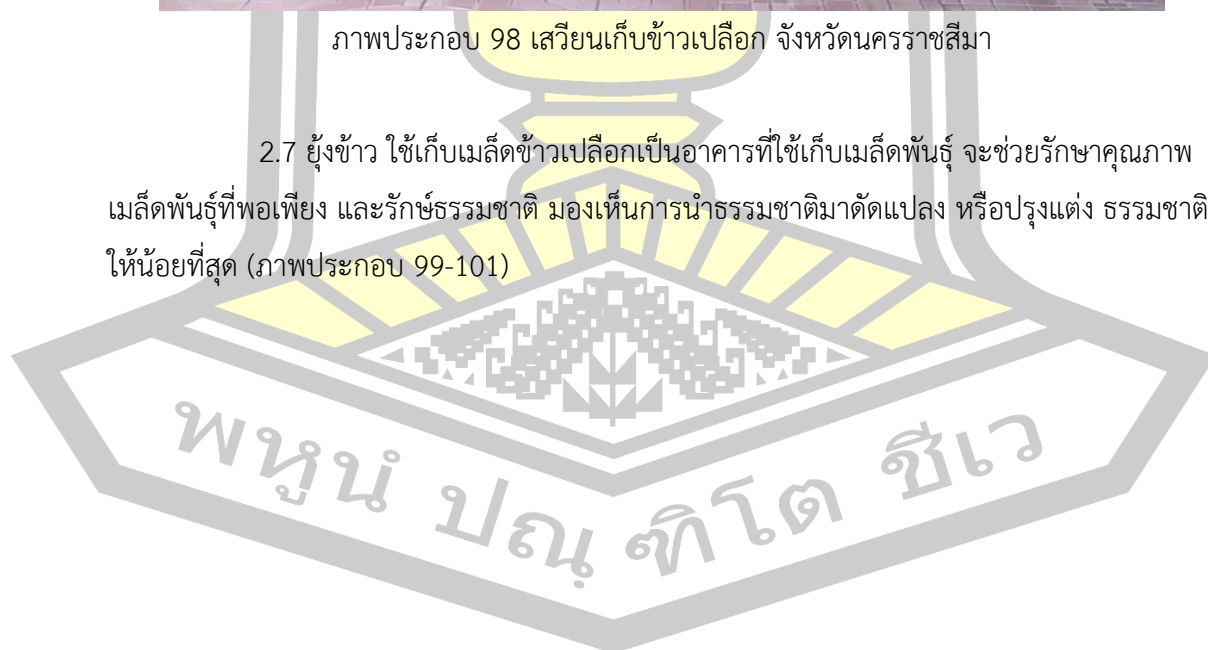 ภาพประกอบ 98 เสวียนเก็บข้าวเปลือก จังหวัดนครราชสีมา
2.7 ยุ้งข้าว ใช้เก็บเมล็ดข้าวเปลือกเป็นอาคารที่ใช้เก็บเมล็ดพันธุ์ จะช่วยรักษาคุณภาพ
เมล็ดพันธุ์ที่พอเพียง และรักษ์ธรรมชาติ มองเห็นการนำธรรมชาติมาดัดแปลง หรือปรุงแต่ง ธรรมชาติ
ให้น้อยที่สุด (ภาพประกอบ 99-101)
พหูนํ ปณฺ ฑิโต ชีเว